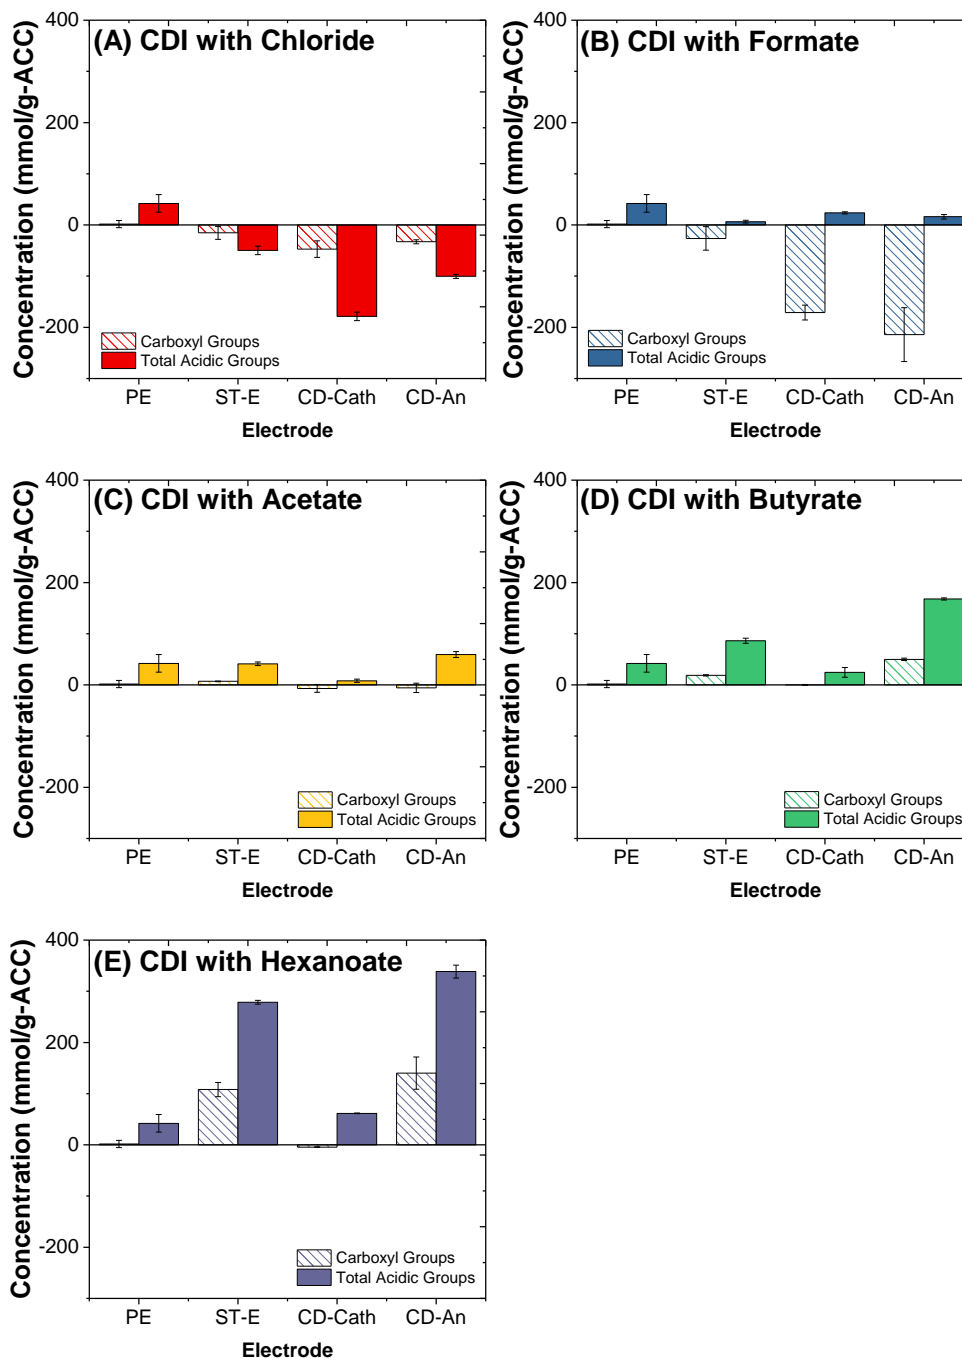 (A) CDI with Chloride
Concentration (mmol/g-ACC)
400
200
0
-200
Carboxyl Groups
Total Acidic Groups
PE ST-E CD-Cath CD-An
Electrode
(B) CDI with Formate
Concentration (mmol/g-ACC)
400
200
0
-200
Carboxyl Groups
Total Acidic Groups
PE ST-E CD-Cath CD-An
Electrode
(C) CDI with Acetate
Concentration (mmol/g-ACC)
400
200
0
-200
Carboxyl Groups
Total Acidic Groups
PE ST-E CD-Cath CD-An
Electrode
(D) CDI with Butyrate
Concentration (mmol/g-ACC)
400
200
0
-200
Carboxyl Groups
Total Acidic Groups
PE ST-E CD-Cath CD-An
Electrode
(E) CDI with Hexanoate
Concentration (mmol/g-ACC)
400
200
0
-200
Carboxyl Groups
Total Acidic Groups
PE ST-E CD-Cath CD-An
Electrode